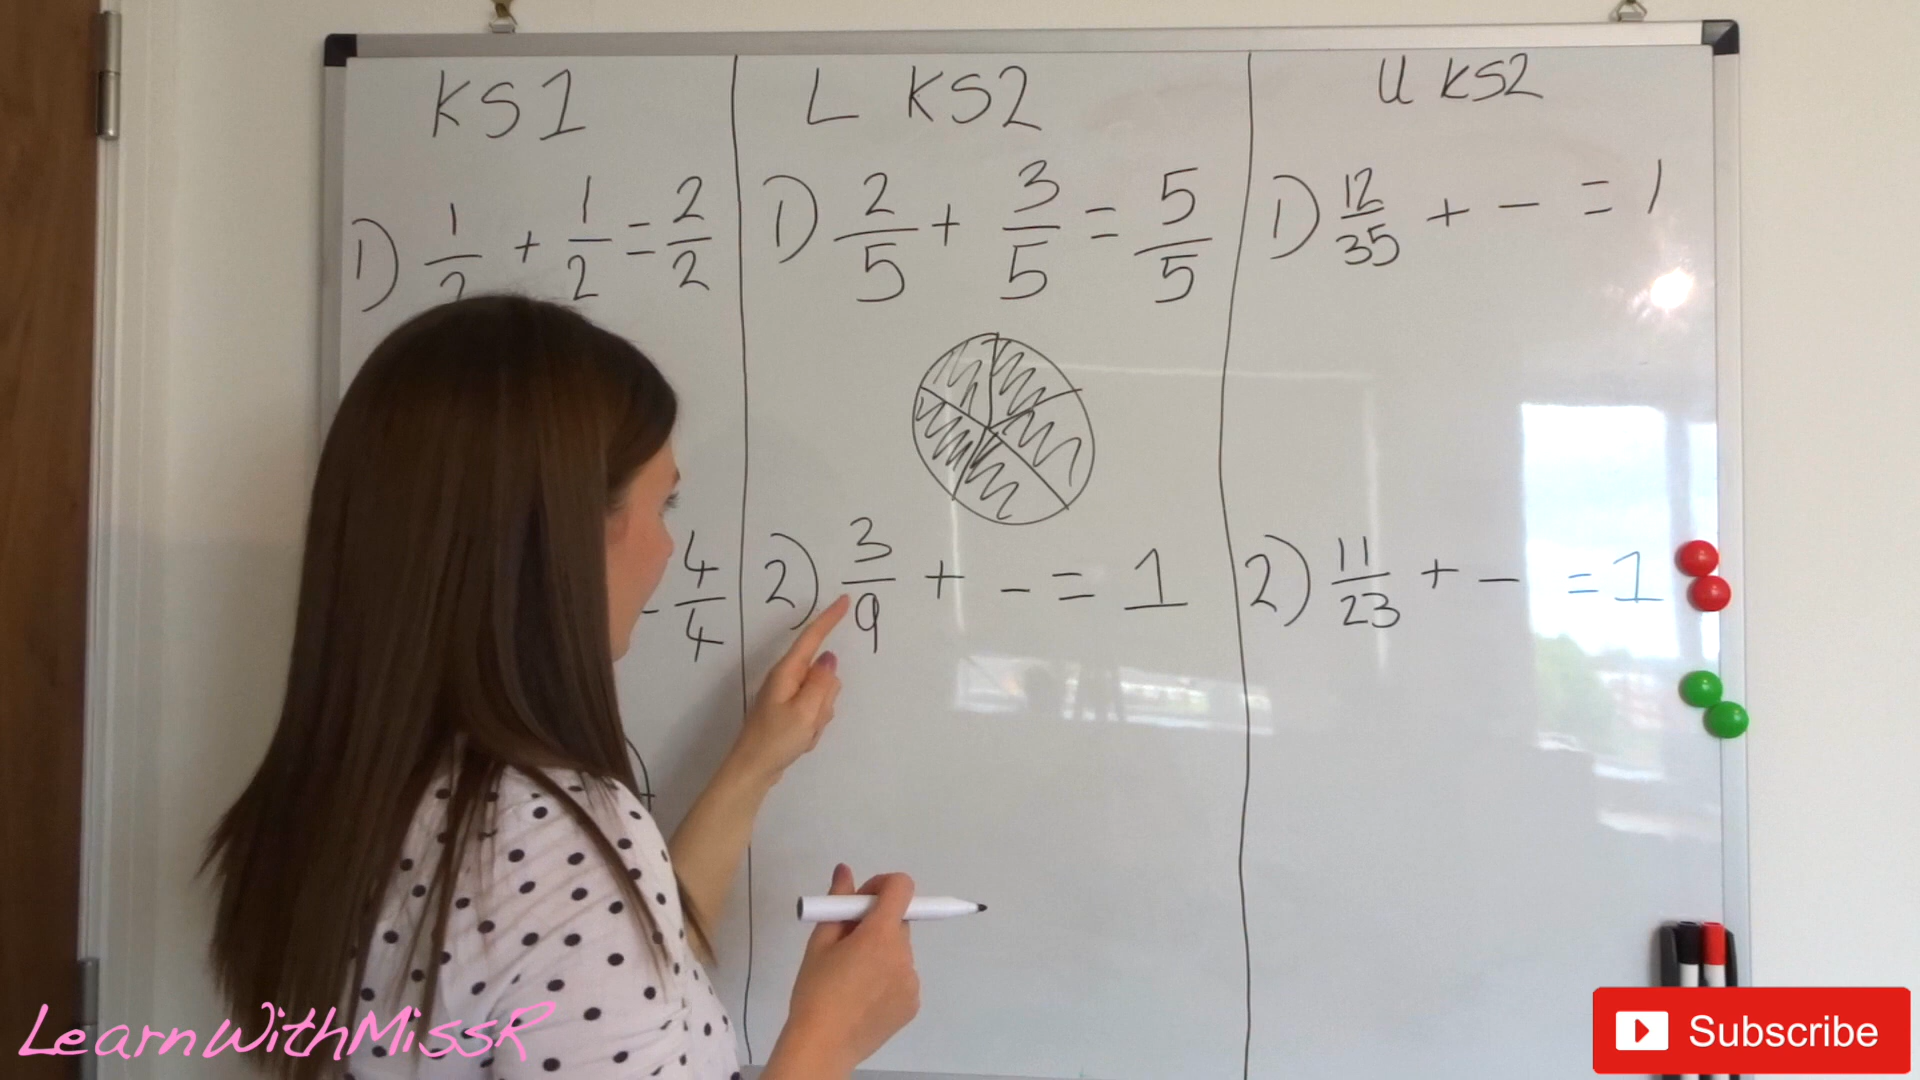 KS1
1) 1/2 + 1/2 = 2/2
4/4
L KS2
1) 2/5 + 3/5 = 5/5
2) 3/9 + - = 1
U KS2
1) 12/35 + - = 1
2) 11/23 + - = 1
LearnWithMissR
Subscribe